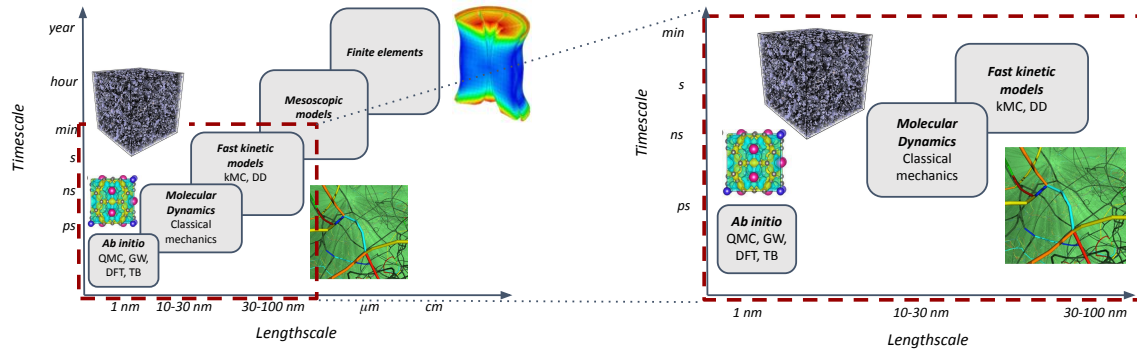 year
hour
min
s
ns
ps
Timescale
Finite elements
Mesoscopic
models
Fast kinetic
models
kMC, DD
Molecular
Dynamics
Classical
mechanics
Ab initio
QMC, GW,
DFT, TB
1 nm
10-30 nm
30-100 nm
μm
cm
Lengthscale
min
s
ns
ps
Timescale
Fast kinetic
models
kMC, DD
Molecular
Dynamics
Classical
mechanics
Ab initio
QMC, GW,
DFT, TB
1 nm
10-30 nm
30-100 nm
Lengthscale